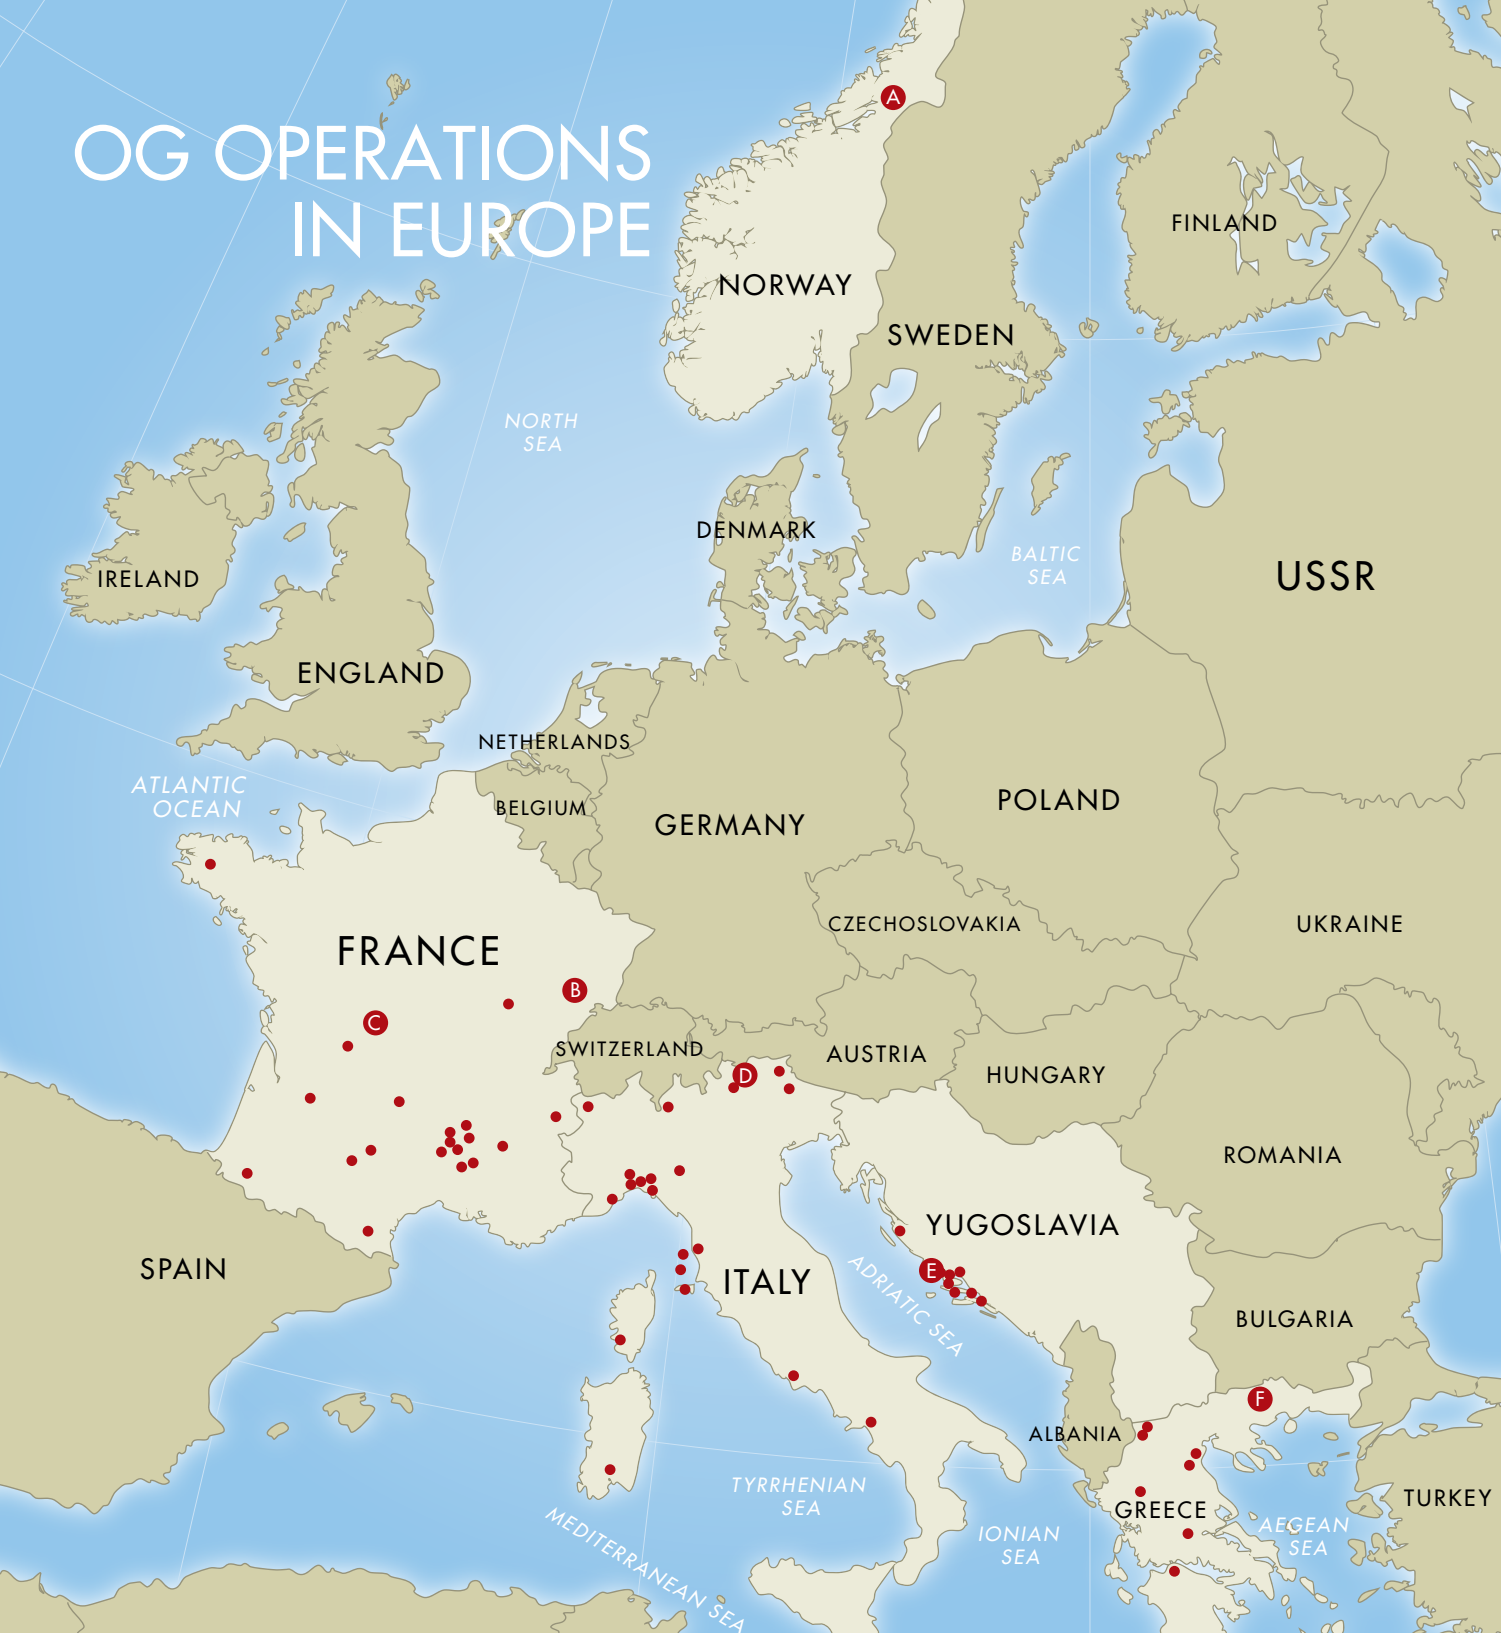 OG OPERATIONS
IN EUROPE
A
FINLAND
NORWAY
SWEDEN
NORTH
SEA
DENMARK
BALTIC
SEA
IRELAND
USSR
ENGLAND
NETHERLANDS
ATLANTIC
OCEAN
BELGIUM
GERMANY
POLAND
CZECHOSLOVAKIA
UKRAINE
FRANCE
B
C
SWITZERLAND
AUSTRIA
D
HUNGARY
ROMANIA
YUGOSLAVIA
SPAIN
E
ITALY
ADRIATIC SEA
BULGARIA
F
ALBANIA
TYRRHENIAN
SEA
TURKEY
GREECE
MEDITERRANEAN SEA
IONIAN
SEA
AEGEAN
SEA